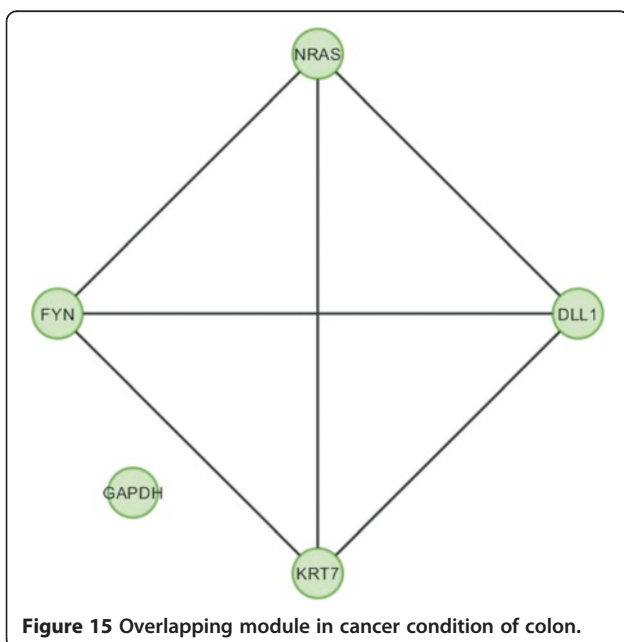 NRAS
FYN
DLL1
GAPDH
KRT7
Figure 15 Overlapping module in cancer condition of colon.